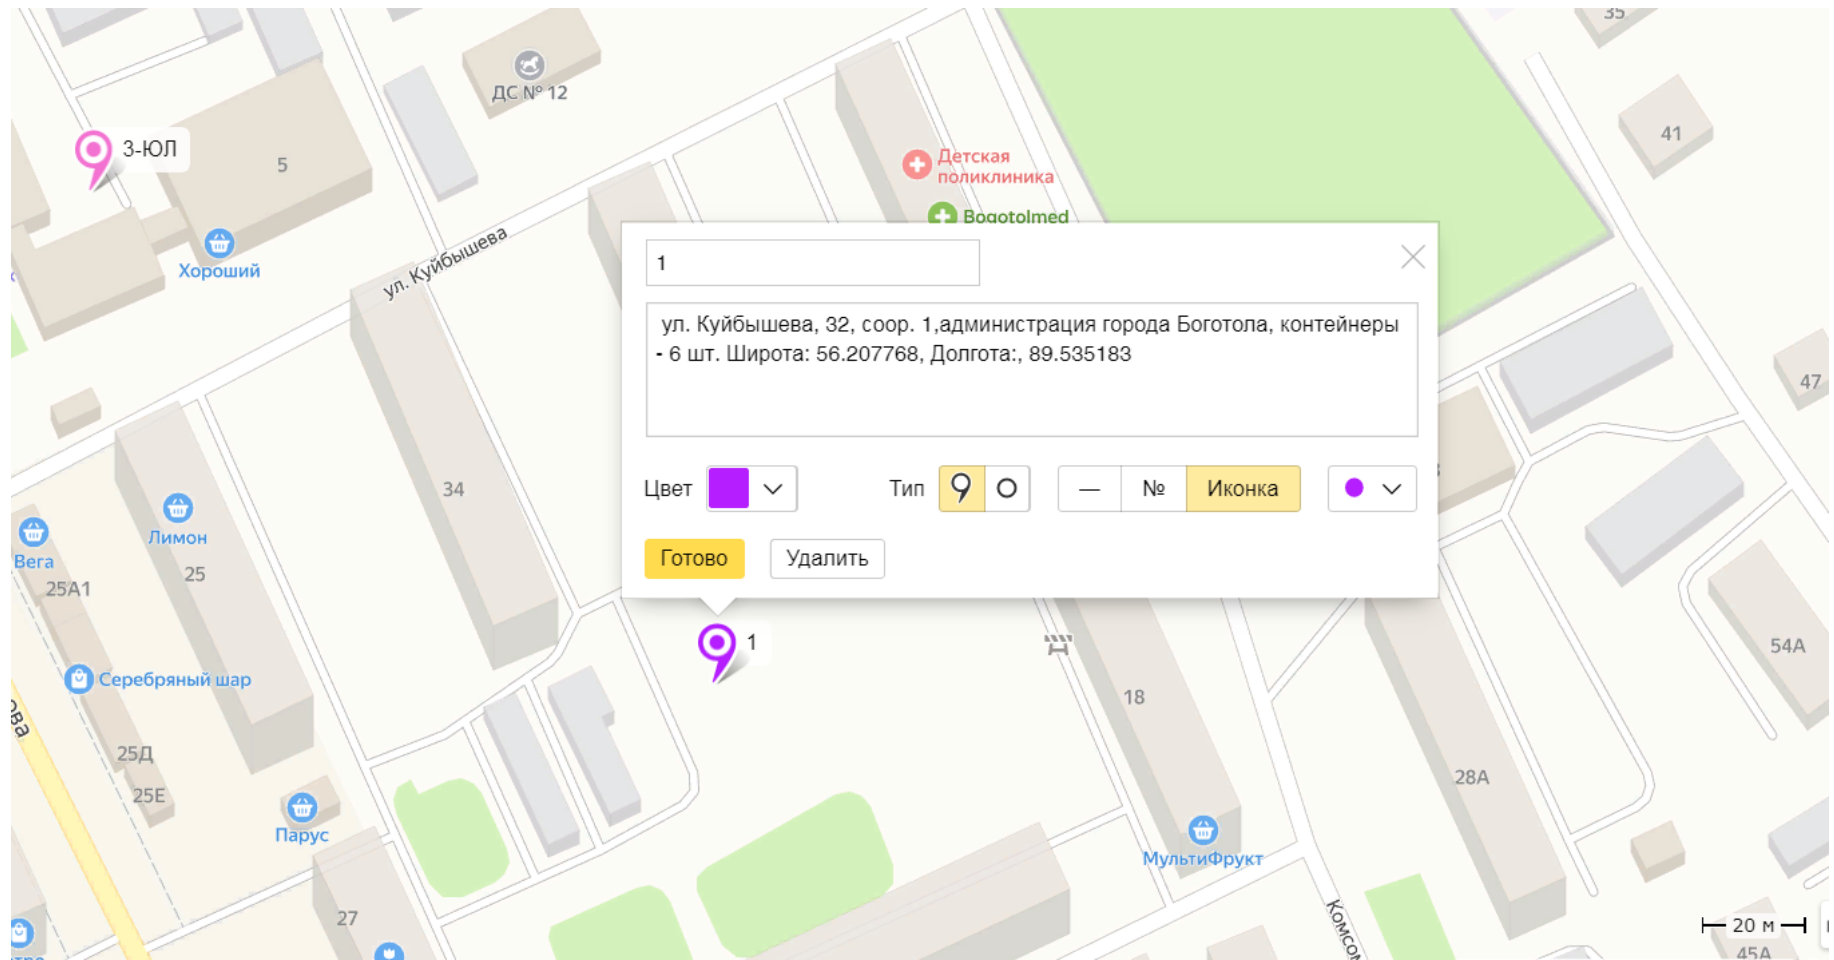 35
ДС № 12
41
3-ЮЛ
5
Детская
поликлиника
Bogotolmed
ул. Куйбышева
Хороший
1
ул. Куйбышева, 32, соор. 1,администрация города Боготола, контейнеры
- 6 шт. Широта: 56.207768, Долгота:, 89.535183
47
34
Цвет
Тип
—
№
Иконка
Лимон
Вега
25А1
25
Готово
Удалить
1
54А
Серебряный шар
18
25Д
25Е
28А
Парус
МультиФрукт
27
20 м
45А